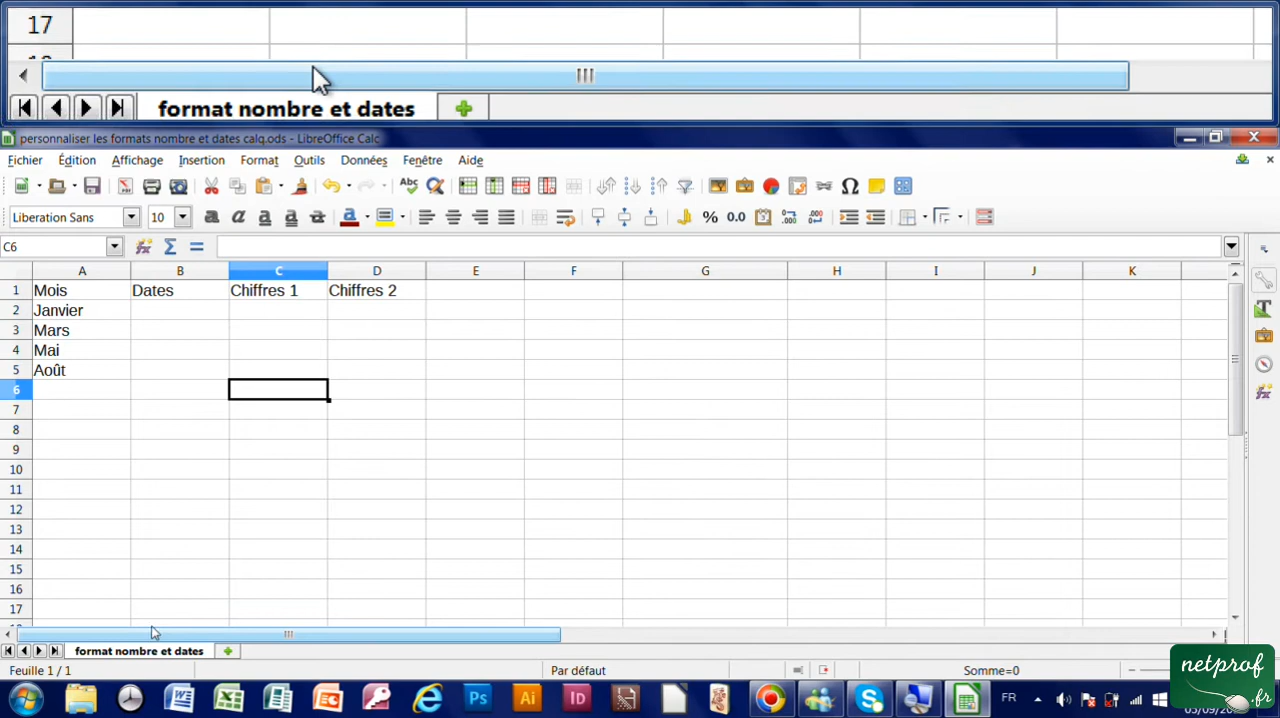 17
format nombre et dates
personnaliser les formats nombre et dates calq.ods - LibreOffice Calc
Fichier Édition Affichage Insertion Format Outils Données Fenêtre Aide
Liberation Sans 10
C6
A B C D E F G H I J K
1 Mois Dates Chiffres 1 Chiffres 2
2 Janvier
3 Mars
4 Mai
5 Août
6
7
8
9
10
11
12
13
14
15
16
17
format nombre et dates
Feuille 1 / 1 Par défaut Somme=0
netprof
.fr
Ps Ai Id FR